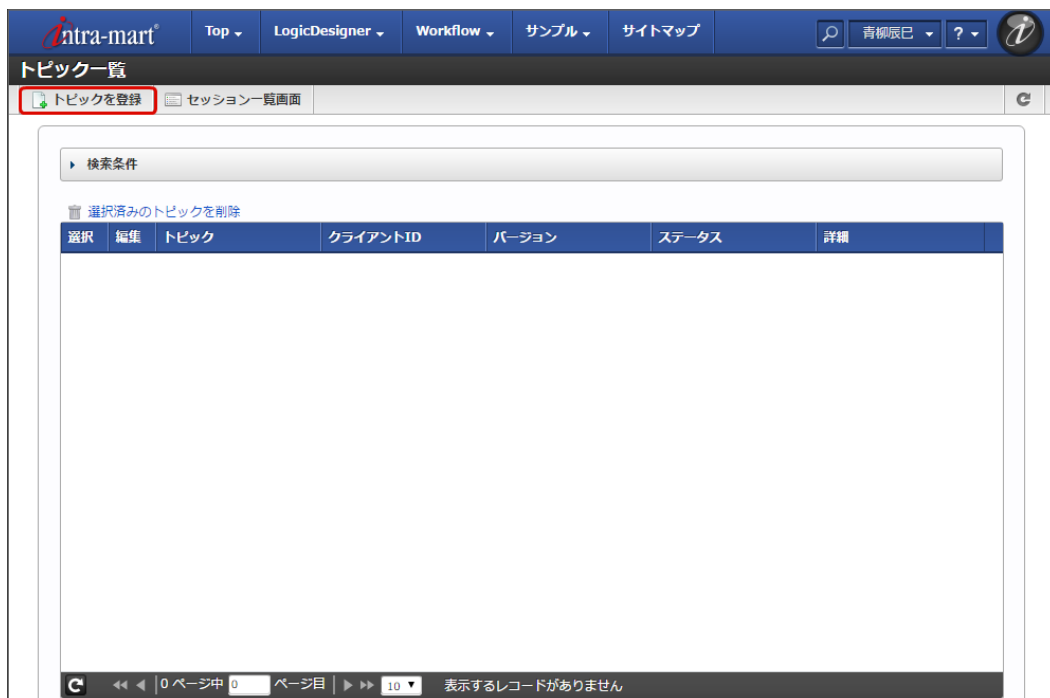 intra-mart® Top LogicDesigner Workflow サンプル サイトマップ 青柳辰巳 ?
トピック一覧
トピックを登録 セッション一覧画面
検索条件
選択済みのトピックを削除
選択 編集 トピック クライアントID バージョン ステータス 詳細
0 ページ中 0 ページ目 10 表示するレコードがありません